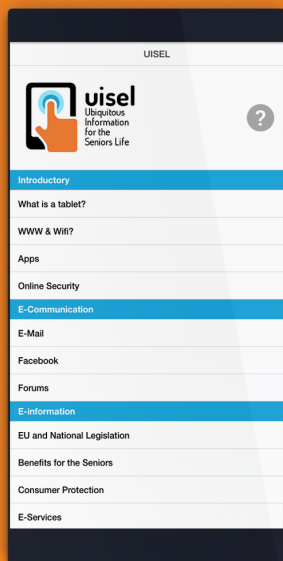 UISEL
uisel
Ubiquitous
Information
for the
Seniors Life
?
Introductory
What is a tablet?
WWW & Wifi?
Apps
Online Security
E-Communication
E-Mail
Facebook
Forums
E-information
EU and National Legislation
Benefits for the Seniors
Consumer Protection
E-Services